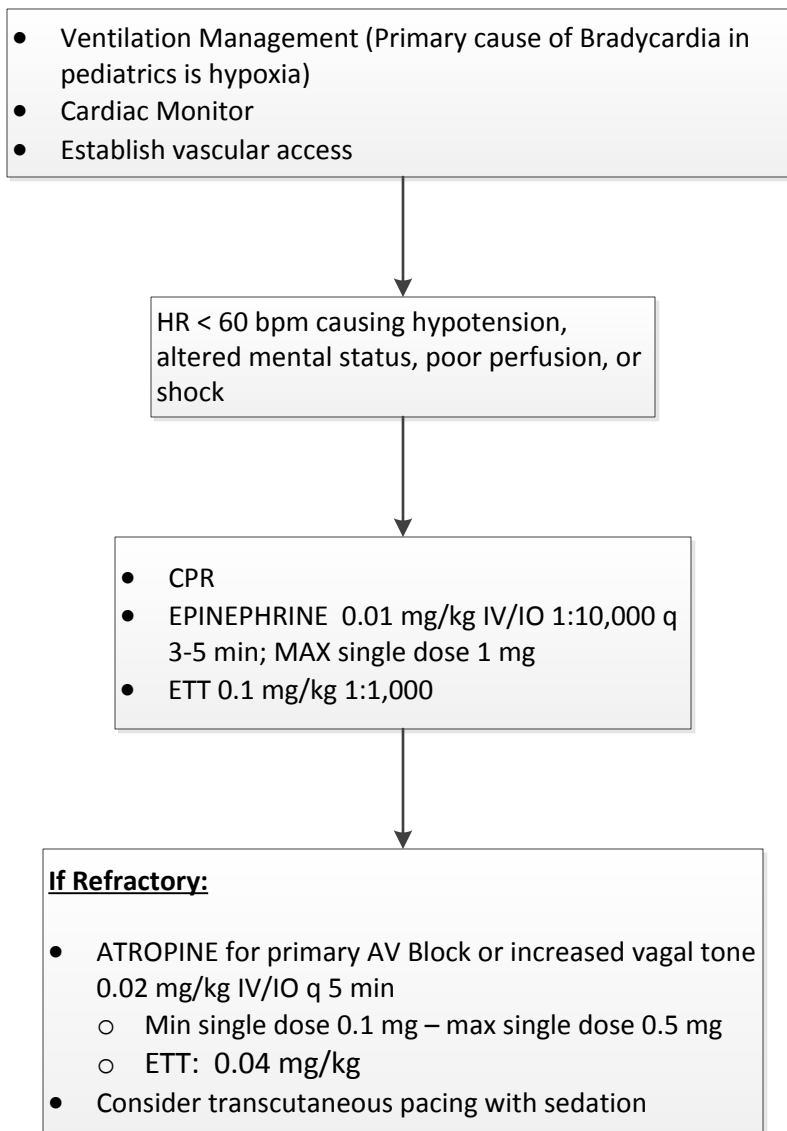 • Ventilation Management (Primary cause of Bradycardia in
pediatrics is hypoxia)
• Cardiac Monitor
• Establish vascular access
HR < 60 bpm causing hypotension,
altered mental status, poor perfusion, or
shock
• CPR
• EPINEPHRINE 0.01 mg/kg IV/IO 1:10,000 q
3-5 min; MAX single dose 1 mg
• ETT 0.1 mg/kg 1:1,000
If Refractory:
• ATROPINE for primary AV Block or increased vagal tone
0.02 mg/kg IV/IO q 5 min
o Min single dose 0.1 mg – max single dose 0.5 mg
o ETT: 0.04 mg/kg
• Consider transcutaneous pacing with sedation